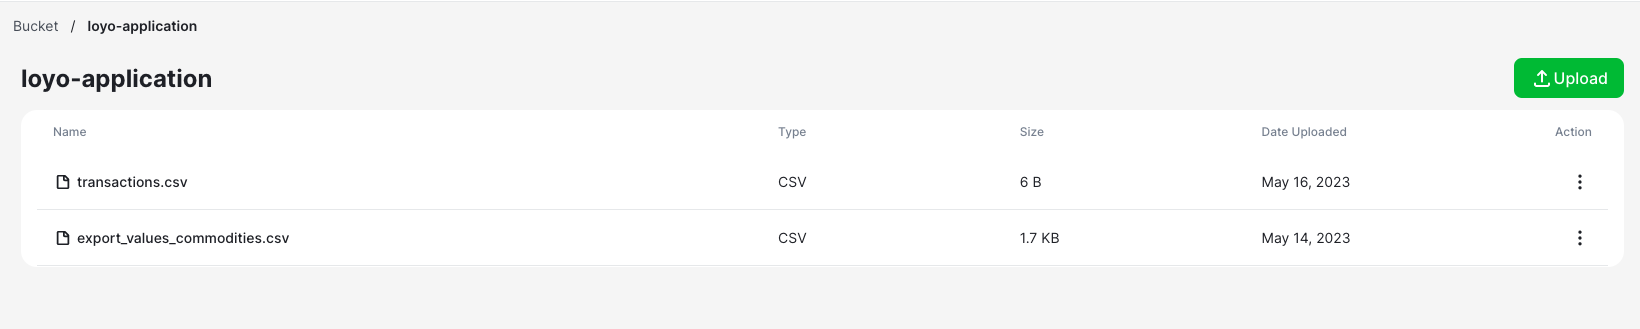 Bucket / loyo-application
loyo-application
Upload
Name Type Size Date Uploaded Action
transactions.csv CSV 6 B May 16, 2023
export_values_commodities.csv CSV 1.7 KB May 14, 2023